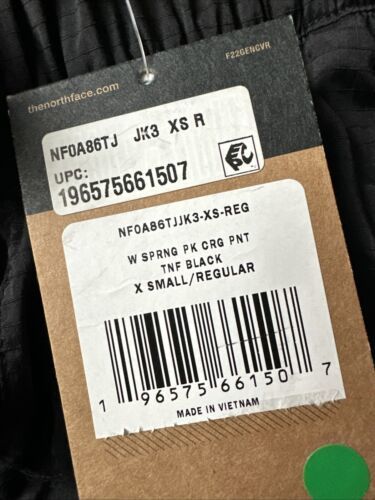 F22GENCVR
thenorthface.com
NF0A86TJ JK3 XS R
UPC:
196575661507
NF0A86TJJK3-XS-REG
W SPRNG PK CRG PNT
TNF BLACK
X SMALL/REGULAR
1 96575 66150 7
MADE IN VIETNAM